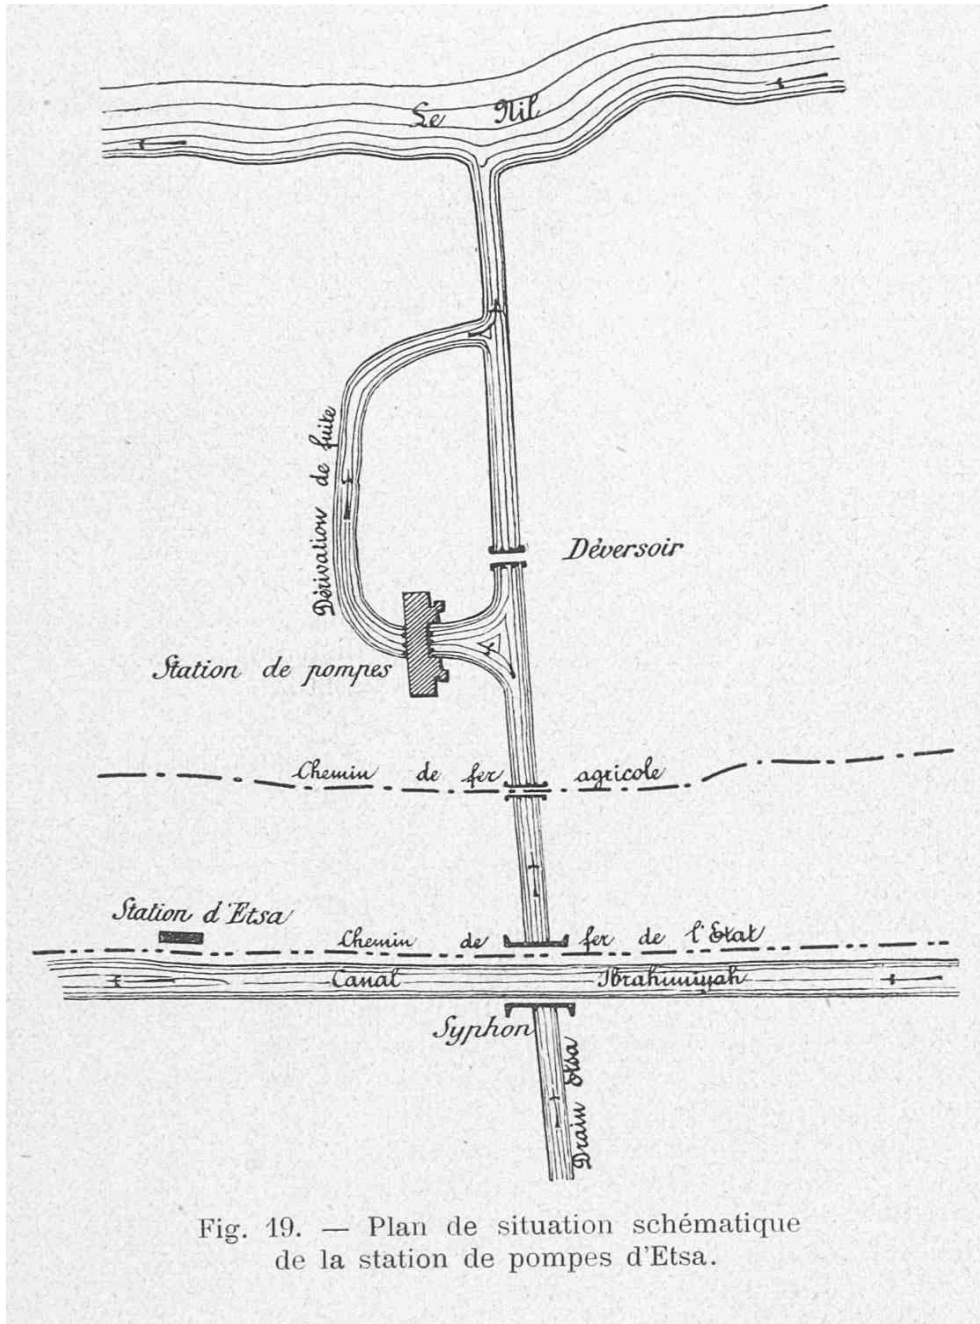 Le Nil
Dérivation de fuite
Déversoir
Station de pompes
Chemin de fer agricole
Station d'Etsa
Chemin de fer de l'Etat
Canal Ibrahimiyah
Syphon
Drain Etsa
Fig. 19. — Plan de situation schématique
de la station de pompes d'Etsa.